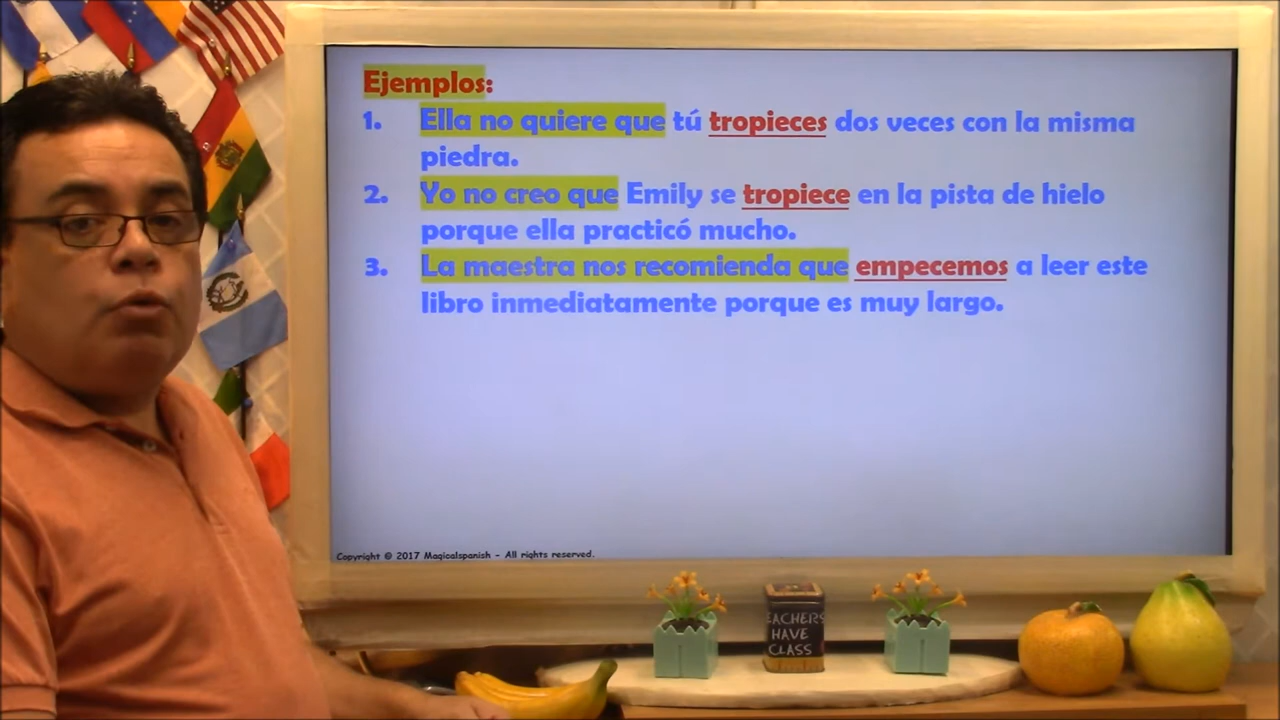 Ejemplos:
1. Ella no quiere que tú tropieces dos veces con la misma
piedra.
2. Yo no creo que Emily se tropiece en la pista de hielo
porque ella practicó mucho.
3. La maestra nos recomienda que empecemos a leer este
libro inmediatamente porque es muy largo.
Copyright © 2017 Magicalspanish - All rights reserved.
EACHERS
HAVE
CLASS